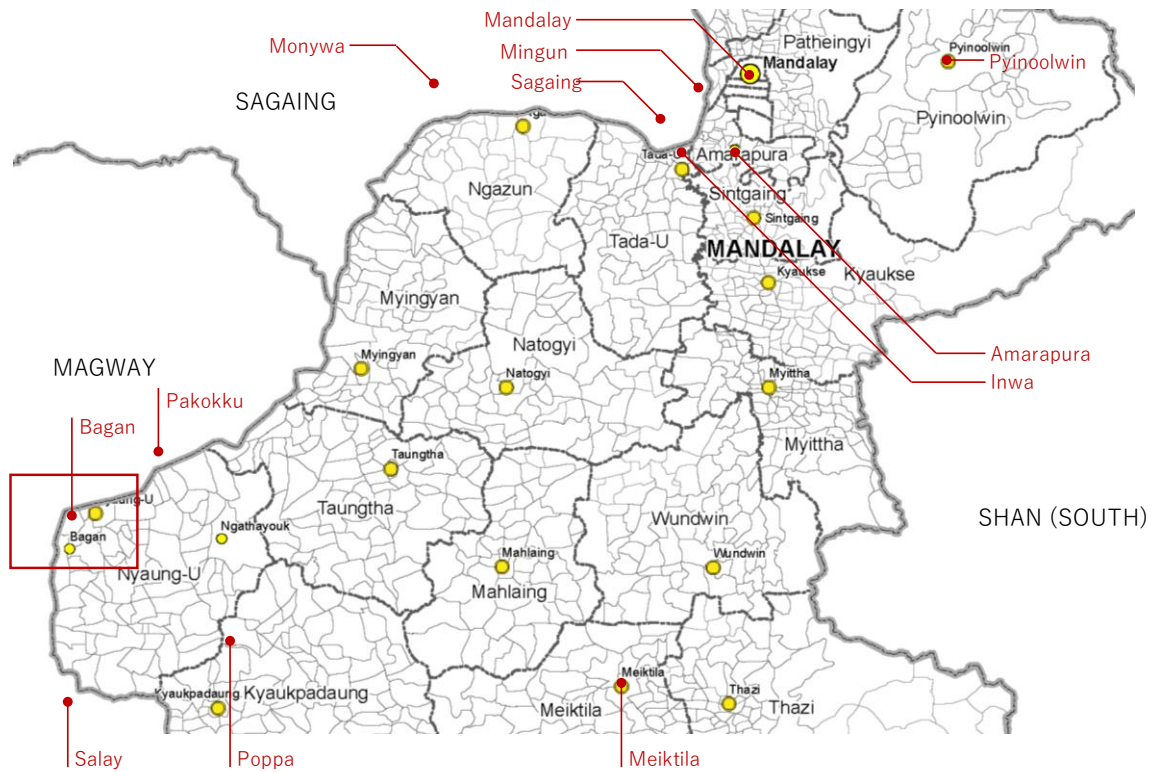 Mandalay
Patheingyi
Monywa
Mingun
Pyinoolwin
Mandalay
Pyinoolwin
Sagaing
SAGAING
Pyinoolwin
Tada-U
Amarapura
Ngazun
Sintgaing
Sintgaing
Tada-U
MANDALAY
Kyaukse
Kyaukse
Myingyan
Natogyi
Myingyan
Amarapura
MAGWAY
Natogyi
Myittha
Inwa
Pakokku
Bagan
Myittha
Taungtha
Taungtha
Wundwin
SHAN (SOUTH)
Ngathayouk
Bagan
Mahlaing
Wundwin
Nyaung-U
Mahlaing
Meiktila
Kyaukpadaung
Kyaukpadaung
Thazi
Meiktila
Thazi
Salay
Poppa
Meiktila